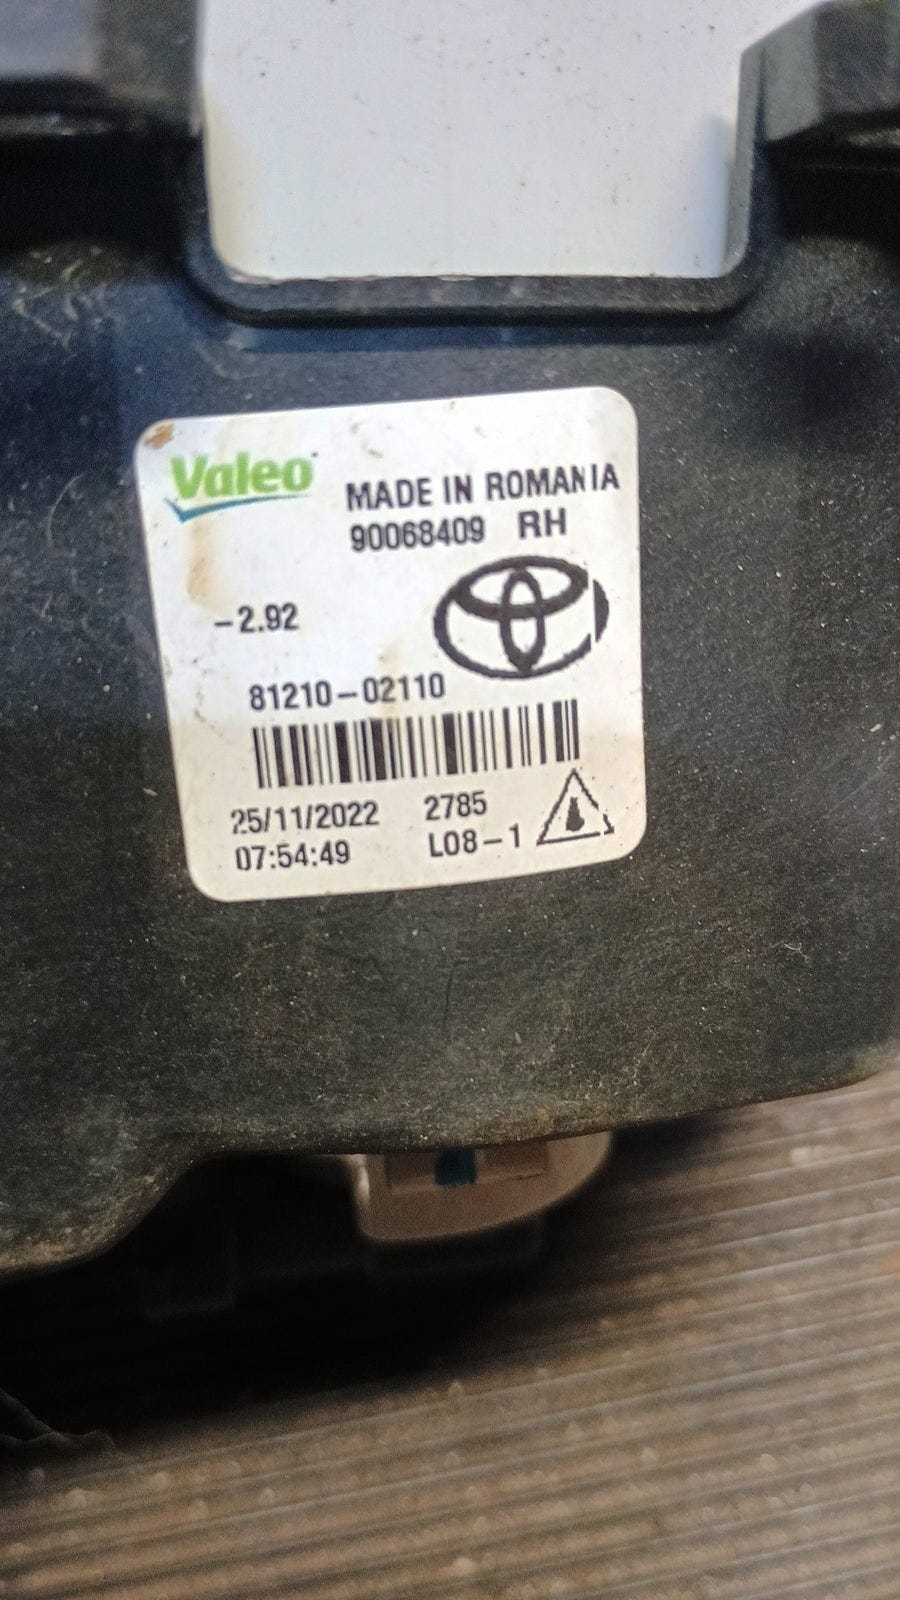 Valeo
MADE IN ROMANIA
90068409 RH
-2.92
81210-02110
25/11/2022 2785
07:54:49 L08-1